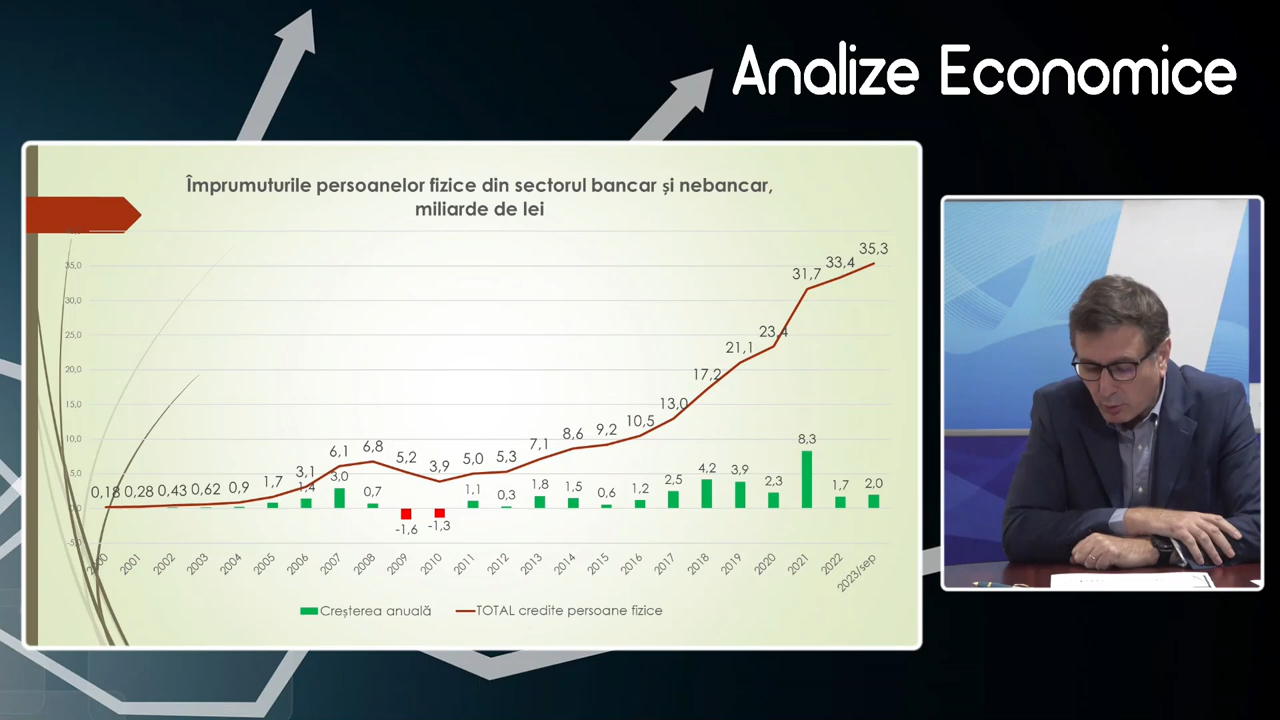 Analize Economice
Împrumuturile persoanelor fizice din sectorul bancar și nebancar,
miliarde de lei
35,0
30,0
25,0
20,0
15,0
10,0
5,0
0,0
-5,0
0,18 0,28 0,43 0,62 0,9 1,7 3,1 6,1 6,8 5,2 3,9 5,0 5,3 7,1 8,6 9,2 10,5 13,0 17,2 21,1 23,4 31,7 33,4 35,3
1,4 3,0 0,7 -1,6 -1,3 1,1 0,3 1,8 1,5 0,6 1,2 2,5 4,2 3,9 2,3 8,3 1,7 2,0
2000 2001 2002 2003 2004 2005 2006 2007 2008 2009 2010 2011 2012 2013 2014 2015 2016 2017 2018 2019 2020 2021 2022 2023/sep
Creșterea anuală TOTAL credite persoane fizice